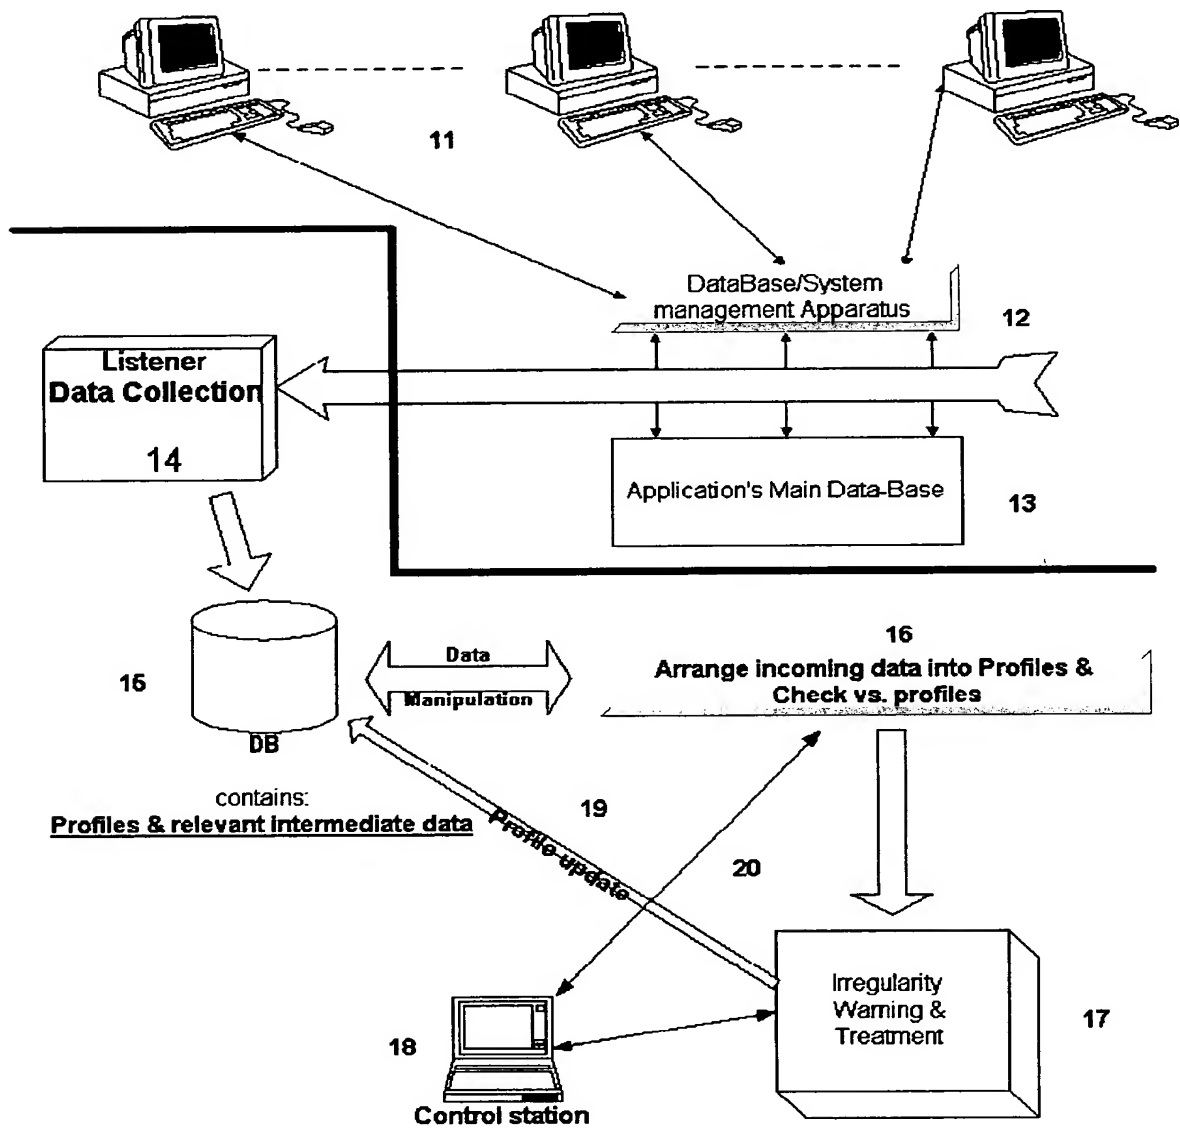 11
DataBase/System
management Apparatus
12
Listener
Data Collection
14
Application's Main Data-Base
13
15
DB
contains:
Profiles & relevant intermediate data
Data
Manipulation
16
Arrange incoming data into Profiles &
Check vs. profiles
19
Profile update
20
Irregularity
Warning &
Treatment
17
18
Control station